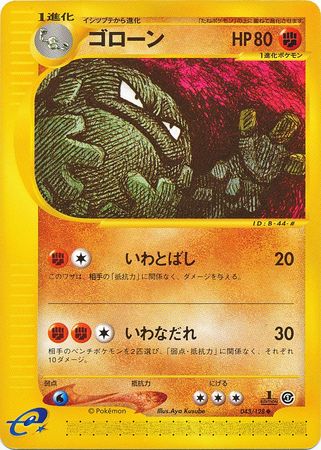 1進化
イシツブテから進化
「たねポケモン」の上に重ねて進化させます
ゴローン
HP80
1進化ポケモン
ID:B-44-#
いわとばし 20
このワザは、相手の「抵抗力」に関係なく、ダメージを与える。
いわなだれ 30
相手のベンチポケモンを2匹選び、「弱点・抵抗力」に関係なく、それぞれ
10ダメージ。
弱点 抵抗力 にげる
e
1
EDITION
© Pokémon Illus.Aya Kusube 043/128◆